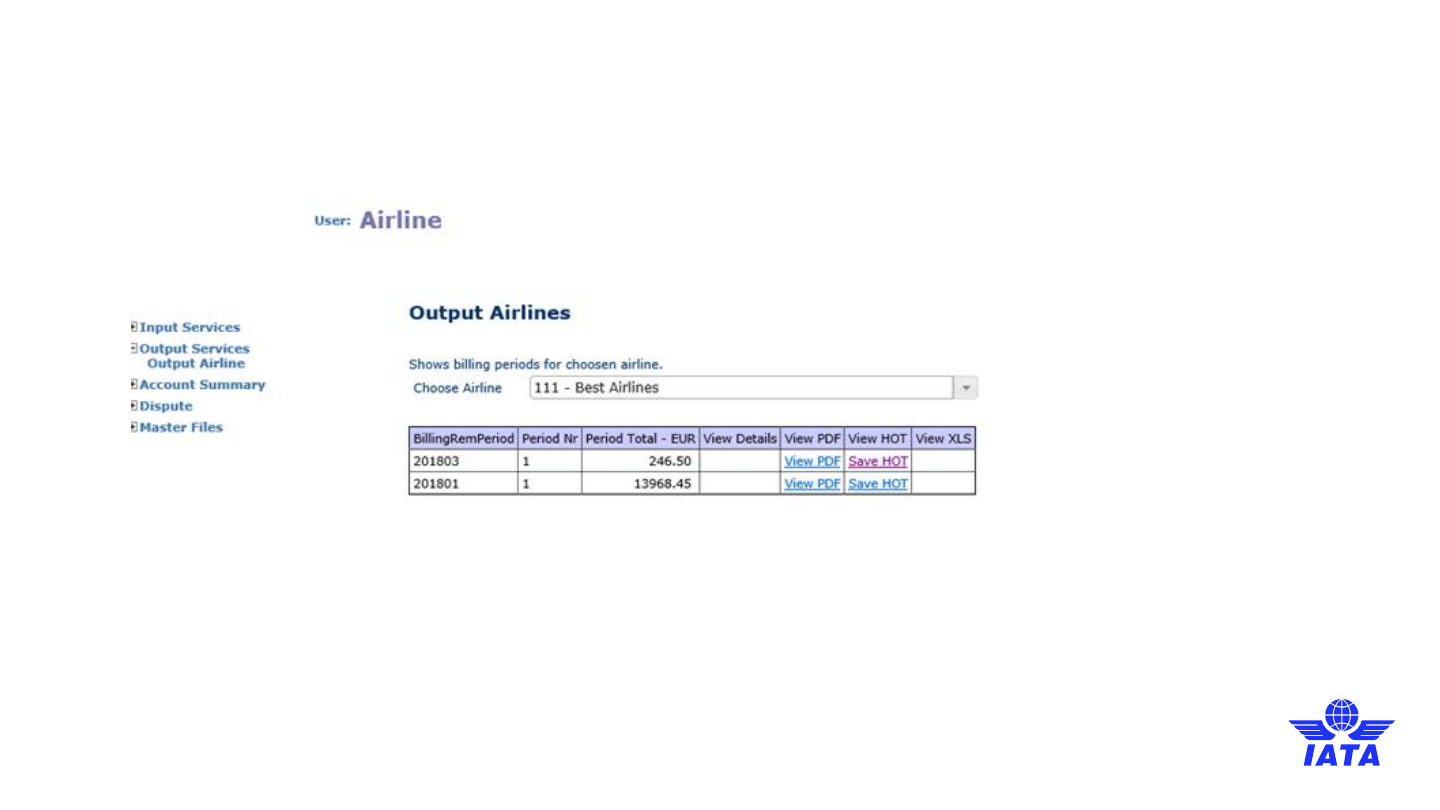 User: Airline
Output Airlines
Input Services
Output Services
Output Airline
Account Summary
Dispute
Master Files
Shows billing periods for choosen airline.
Choose Airline 111 - Best Airlines
BillingRemPeriod Period Nr Period Total - EUR View Details View PDF View HOT View XLS
201803 1 246.50 View PDF Save HOT
201801 1 13968.45 View PDF Save HOT
IATA